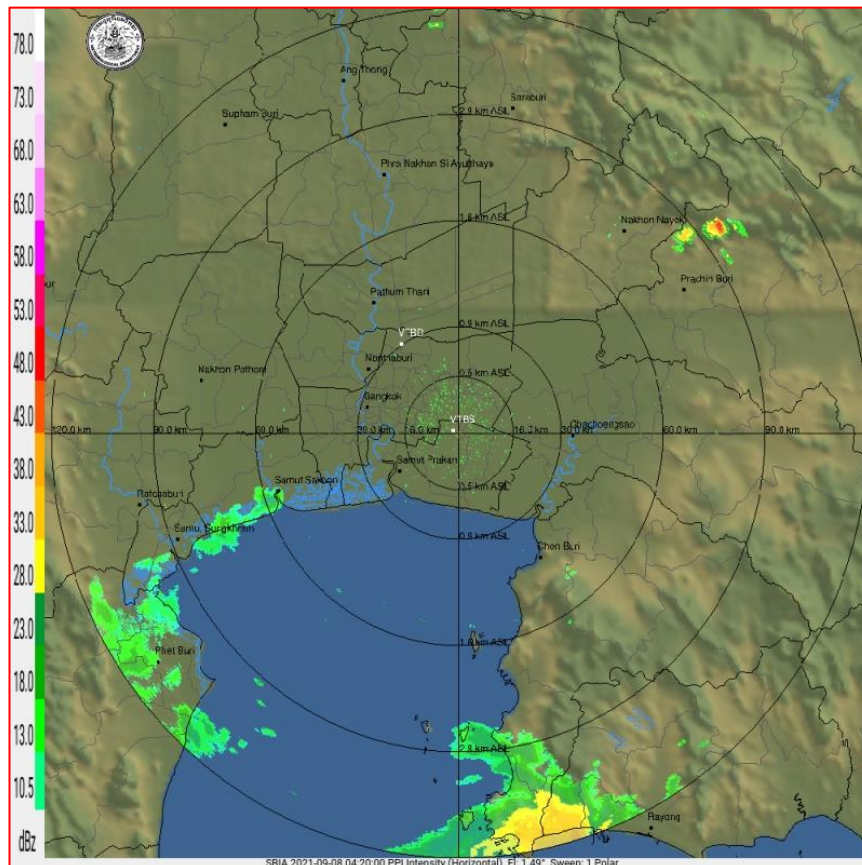 78.0
73.0
68.0
63.0
58.0
53.0
48.0
43.0
38.0
33.0
28.0
23.0
18.0
13.0
10.5
dBz
Ang Thong
Saraburi
Suphan Buri
2.8 km ASL
Phra Nakhon Si Ayutthaya
1.8 km ASL
Nakhon Nayok
Prachin Buri
Pathum Thani
0.9 km ASL
VTBD
Nonthaburi
0.5 km ASL
Nakhon Pathom
Bangkok
VTBS
Chachoengsao
120.0 km
90.0 km
60.0 km
30.0 km
16.0 km
16.2 km
30.0 km
60.0 km
90.0 km
Samut Prakan
Samut Sakhon
0.5 km ASL
Ratchaburi
Samut Songkhram
0.9 km ASL
Chon Buri
1.8 km ASL
Phet Buri
2.8 km ASL
Rayong
SBIA 2021-09-08 04:20:00 PPI Intensity (Horizontal), El: 1.49°, Sweep: 1 Polar